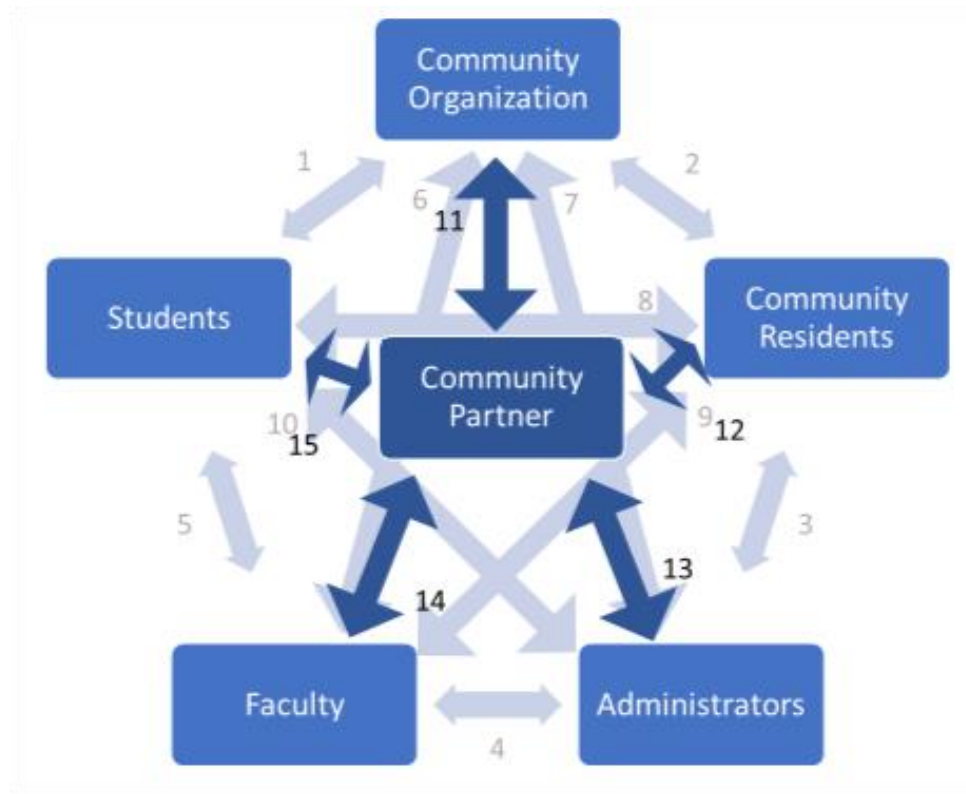 Community
Organization
1
2
6
7
11
Students
8
Community
Residents
Community
Partner
10
15
9
12
5
3
14
13
Faculty
Administrators
4